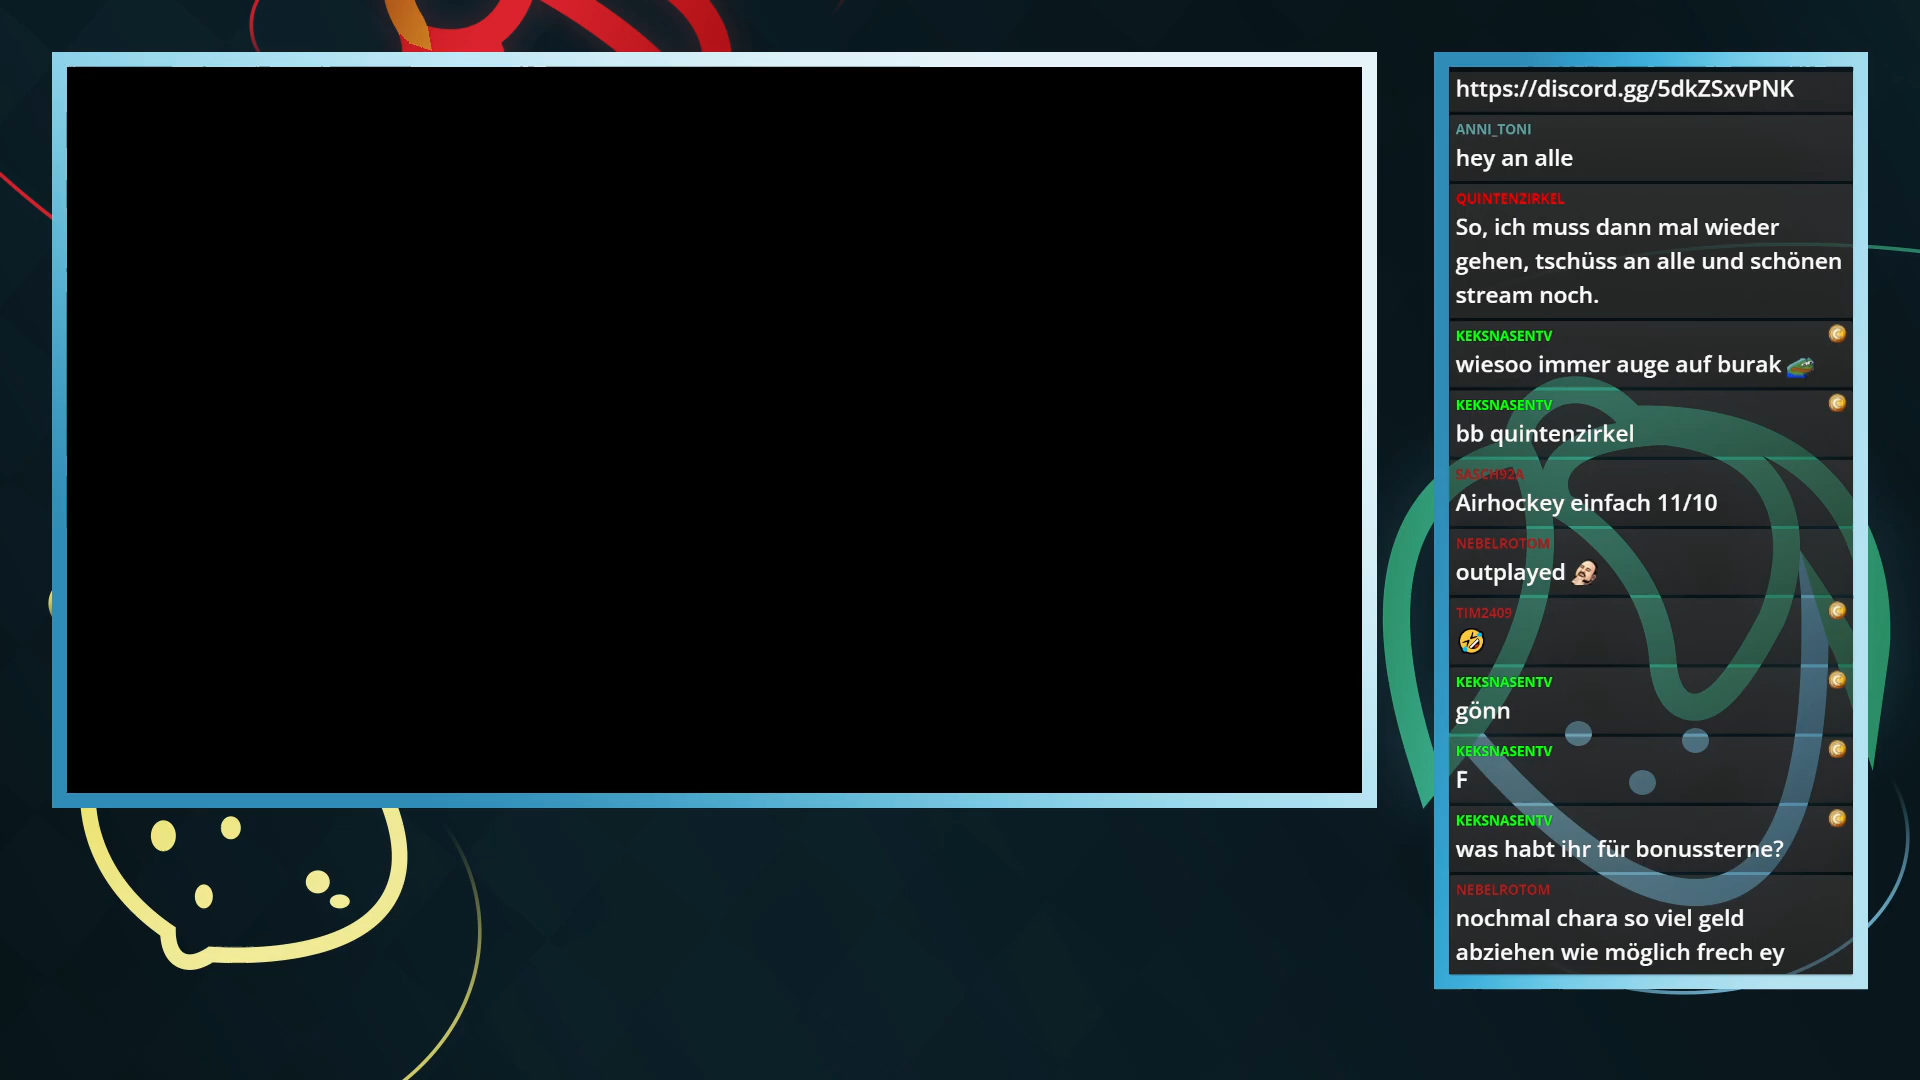 https://discord.gg/5dkZSxvPNK
ANNI_TONI
hey an alle
QUINTENZIRKEL
So, ich muss dann mal wieder
gehen, tschüss an alle und schönen
stream noch.
KEKSNASENTV
wiesoo immer auge auf burak
KEKSNASENTV
bb quintenzirkel
SASCH92A
Airhockey einfach 11/10
NEBELROTOM
outplayed
TIM2409
🤣
KEKSNASENTV
gönn
KEKSNASENTV
F
KEKSNASENTV
was habt ihr für bonussterne?
NEBELROTOM
nochmal chara so viel geld
abziehen wie möglich frech ey